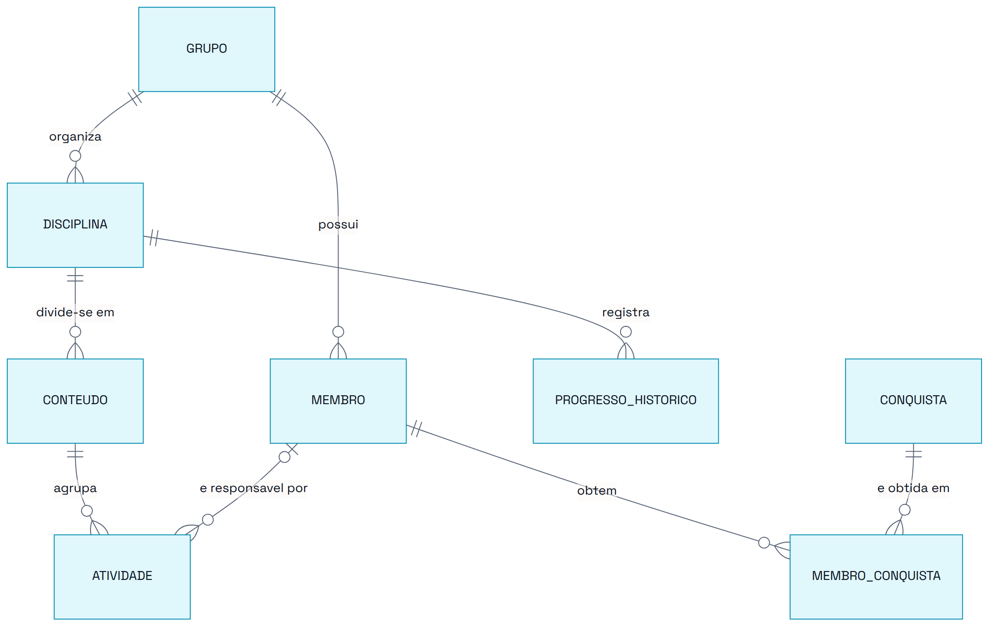 GRUPO
organiza
DISCIPLINA
possui
divide-se em
registra
CONTEUDO
MEMBRO
PROGRESSO_HISTORICO
CONQUISTA
agrupa
e responsavel por
obtem
e obtida em
ATIVIDADE
MEMBRO_CONQUISTA